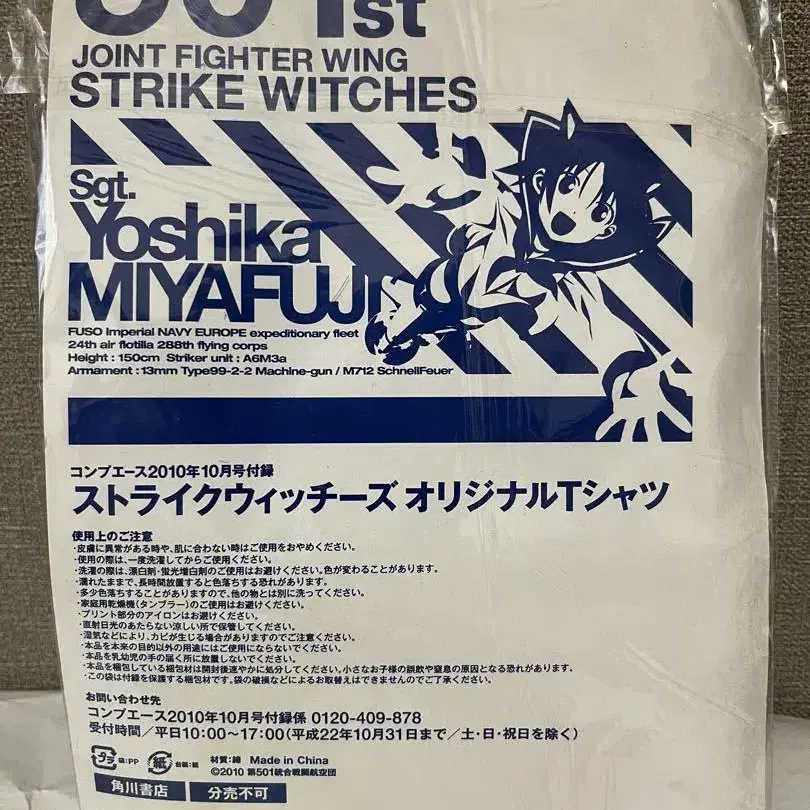 501st
JOINT FIGHTER WING
STRIKE WITCHES
Sgt.
Yoshika
MIYAFUJI
FUSO Imperial NAVY EUROPE expeditionary fleet
24th air flotilla 288th flying corps
Height : 150cm Striker unit : A6M3a
Armament : 13mm Type99-2-2 Machine-gun / M712 SchnellFeuer
コンプエース2010年10月号付録
ストライクウィッチーズ オリジナルTシャツ
使用上のご注意
・皮膚に異常がある時や、肌に合わない時はご使用をおやめください。
・使用の際は、一度洗濯してからご使用ください。
・洗濯の際は、漂白剤・蛍光増白剤のご使用はお避けください。色が変わることがあります。
・濡れたままで、長時間放置すると色落ちする恐れがあります。
・多少色落ちすることがありますので、他の物とは別に洗ってください。
・家庭用乾燥機(タンブラー)のご使用はお避けください。
・プリント部分のアイロンはお避けください。
・直射日光のあたらない涼しい所で保管してください。
・湿気などにより、カビが生じる場合がありますのでご注意ください。
・本品を本来の目的以外の用途にはご使用にならないでください。
・本品を乳幼児の手の届く所に放置しないでください。
・本品を梱包している梱包材は開封後速やかに処分してください。小さなお子様の誤飲や窒息の原因となる恐れがあります。
・この袋は付録を保護する梱包材です。袋の破損などによるお取替えはできませんのでご了承ください。
お問い合わせ先
コンプエース2010年10月号付録係 0120-409-878
受付時間/平日10:00〜17:00(平成22年10月31日まで/土・日・祝日を除く)
プラ 袋:PP 紙 台紙:紙 材質:綿 Made in China
©2010 第501統合戦闘航空団
角川書店 分売不可